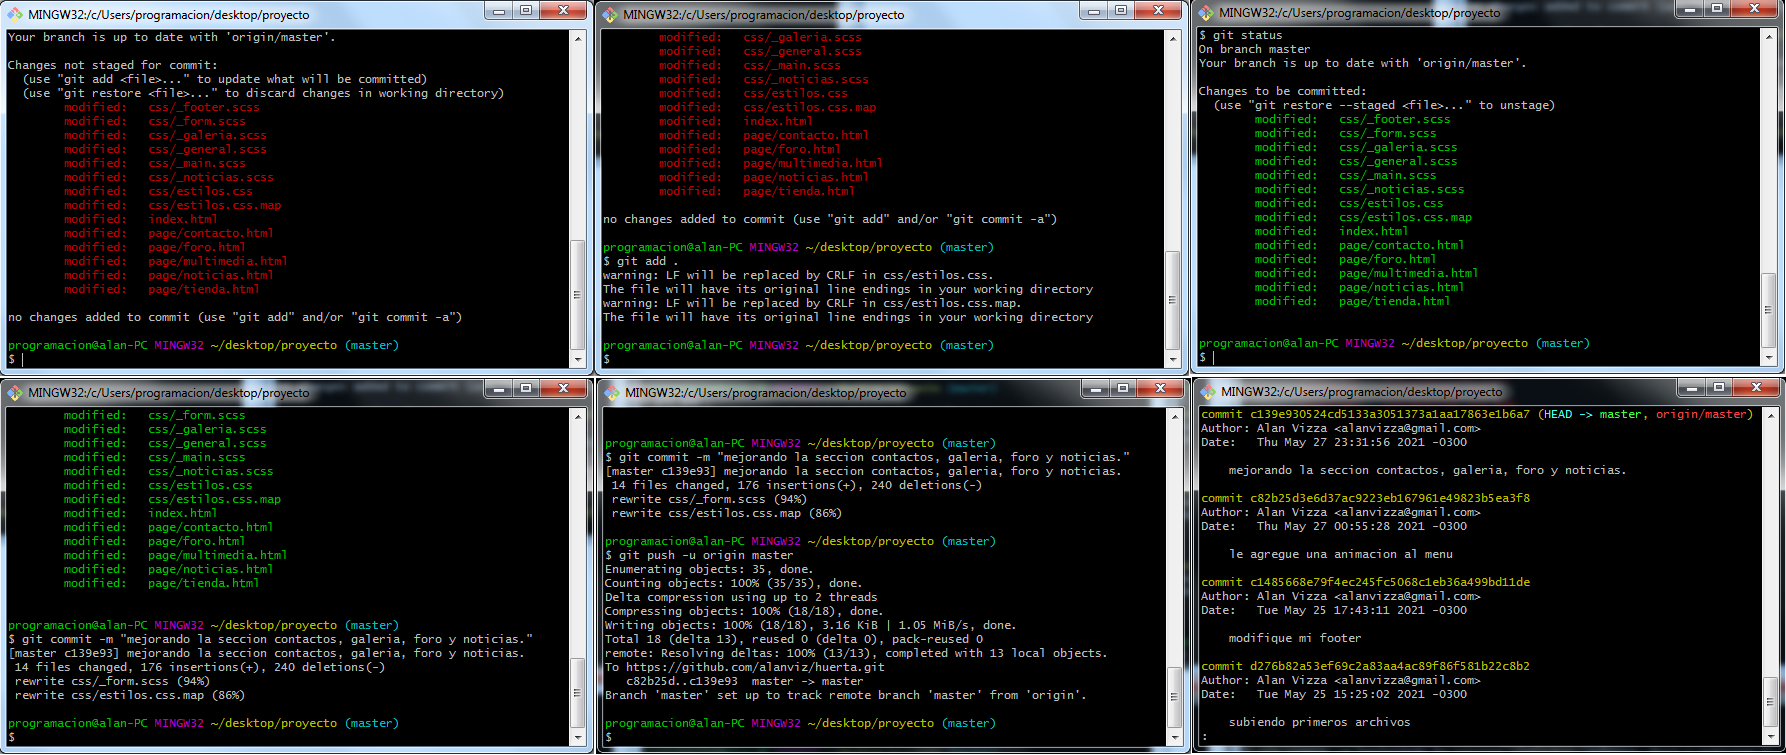 MINGW32:/c/Users/programacion/desktop/proyecto
Your branch is up to date with 'origin/master'.
Changes not staged for commit:
(use "git add <file>..." to update what will be committed)
(use "git restore <file>..." to discard changes in working directory)
modified: css/_footer.scss
modified: css/_form.scss
modified: css/_galeria.scss
modified: css/_general.scss
modified: css/_main.scss
modified: css/_noticias.scss
modified: css/estilos.css
modified: css/estilos.css.map
modified: index.html
modified: page/contacto.html
modified: page/foro.html
modified: page/multimedia.html
modified: page/noticias.html
modified: page/tienda.html
no changes added to commit (use "git add" and/or "git commit -a")
programacion@alan-PC MINGW32 ~/desktop/proyecto (master)
$
MINGW32:/c/Users/programacion/desktop/proyecto
modified: css/_galeria.scss
modified: css/_general.scss
modified: css/_main.scss
modified: css/_noticias.scss
modified: css/estilos.css
modified: css/estilos.css.map
modified: index.html
modified: page/contacto.html
modified: page/foro.html
modified: page/multimedia.html
modified: page/noticias.html
modified: page/tienda.html
no changes added to commit (use "git add" and/or "git commit -a")
programacion@alan-PC MINGW32 ~/desktop/proyecto (master)
$ git add .
warning: LF will be replaced by CRLF in css/estilos.css.
The file will have its original line endings in your working directory
warning: LF will be replaced by CRLF in css/estilos.css.map.
The file will have its original line endings in your working directory
programacion@alan-PC MINGW32 ~/desktop/proyecto (master)
$
MINGW32:/c/Users/programacion/desktop/proyecto
$ git status
On branch master
Your branch is up to date with 'origin/master'.
Changes to be committed:
(use "git restore --staged <file>..." to unstage)
modified: css/_footer.scss
modified: css/_form.scss
modified: css/_galeria.scss
modified: css/_general.scss
modified: css/_main.scss
modified: css/_noticias.scss
modified: css/estilos.css
modified: css/estilos.css.map
modified: index.html
modified: page/contacto.html
modified: page/foro.html
modified: page/multimedia.html
modified: page/noticias.html
modified: page/tienda.html
programacion@alan-PC MINGW32 ~/desktop/proyecto (master)
$
MINGW32:/c/Users/programacion/desktop/proyecto
modified: css/_form.scss
modified: css/_galeria.scss
modified: css/_general.scss
modified: css/_main.scss
modified: css/_noticias.scss
modified: css/estilos.css
modified: css/estilos.css.map
modified: index.html
modified: page/contacto.html
modified: page/foro.html
modified: page/multimedia.html
modified: page/noticias.html
modified: page/tienda.html
programacion@alan-PC MINGW32 ~/desktop/proyecto (master)
$ git commit -m "mejorando la seccion contactos, galeria, foro y noticias."
[master c139e93] mejorando la seccion contactos, galeria, foro y noticias.
14 files changed, 176 insertions(+), 240 deletions(-)
rewrite css/_form.scss (94%)
rewrite css/estilos.css.map (86%)
programacion@alan-PC MINGW32 ~/desktop/proyecto (master)
$
MINGW32:/c/Users/programacion/desktop/proyecto
programacion@alan-PC MINGW32 ~/desktop/proyecto (master)
$ git commit -m "mejorando la seccion contactos, galeria, foro y noticias."
[master c139e93] mejorando la seccion contactos, galeria, foro y noticias.
14 files changed, 176 insertions(+), 240 deletions(-)
rewrite css/_form.scss (94%)
rewrite css/estilos.css.map (86%)
programacion@alan-PC MINGW32 ~/desktop/proyecto (master)
$ git push -u origin master
Enumerating objects: 35, done.
Counting objects: 100% (35/35), done.
Delta compression using up to 2 threads
Compressing objects: 100% (18/18), done.
Writing objects: 100% (18/18), 3.16 KiB | 1.05 MiB/s, done.
Total 18 (delta 13), reused 0 (delta 0), pack-reused 0
remote: Resolving deltas: 100% (13/13), completed with 13 local objects.
To https://github.com/alanviz/huerta.git
c82b25d..c139e93 master -> master
Branch 'master' set up to track remote branch 'master' from 'origin'.
programacion@alan-PC MINGW32 ~/desktop/proyecto (master)
$
MINGW32:/c/Users/programacion/desktop/proyecto
commit c139e930524cd5133a3051373a1aa17863e1b6a7 (HEAD -> master, origin/master)
Author: Alan Vizza <alanvizza@gmail.com>
Date: Thu May 27 23:31:56 2021 -0300
mejorando la seccion contactos, galeria, foro y noticias.
commit c82b25d3e6d37ac9223eb167961e49823b5ea3f8
Author: Alan Vizza <alanvizza@gmail.com>
Date: Thu May 27 00:55:28 2021 -0300
le agregue una animacion al menu
commit c1485668e79f4ec245fc5068c1eb36a499bd11de
Author: Alan Vizza <alanvizza@gmail.com>
Date: Tue May 25 17:43:11 2021 -0300
modifique mi footer
commit d276b82a53ef69c2a83aa4ac89f86f581b22c8b2
Author: Alan Vizza <alanvizza@gmail.com>
Date: Tue May 25 15:25:02 2021 -0300
subiendo primeros archivos
: